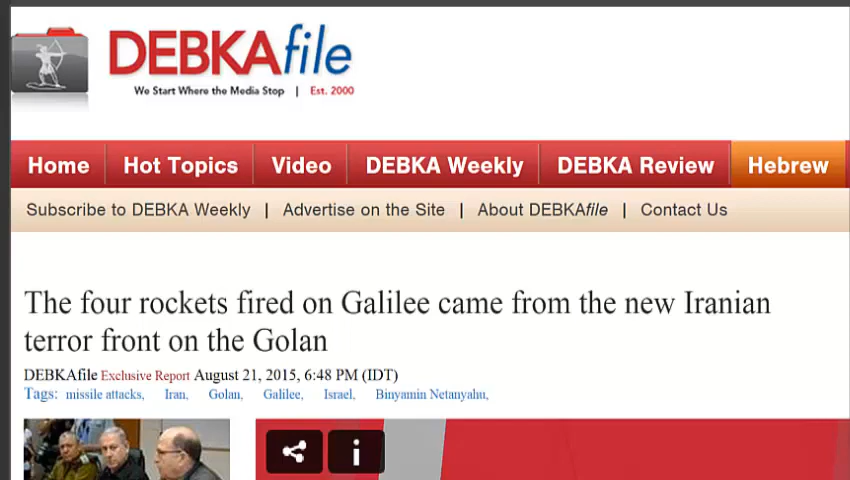 DEBKAfile
We Start Where the Media Stop | Est. 2000
Home Hot Topics Video DEBKA Weekly DEBKA Review Hebrew
Subscribe to DEBKA Weekly | Advertise on the Site | About DEBKAfile | Contact Us
The four rockets fired on Galilee came from the new Iranian
terror front on the Golan
DEBKAfile Exclusive Report August 21, 2015, 6:48 PM (IDT)
Tags: missile attacks, Iran, Golan, Galilee, Israel, Binyamin Netanyahu,